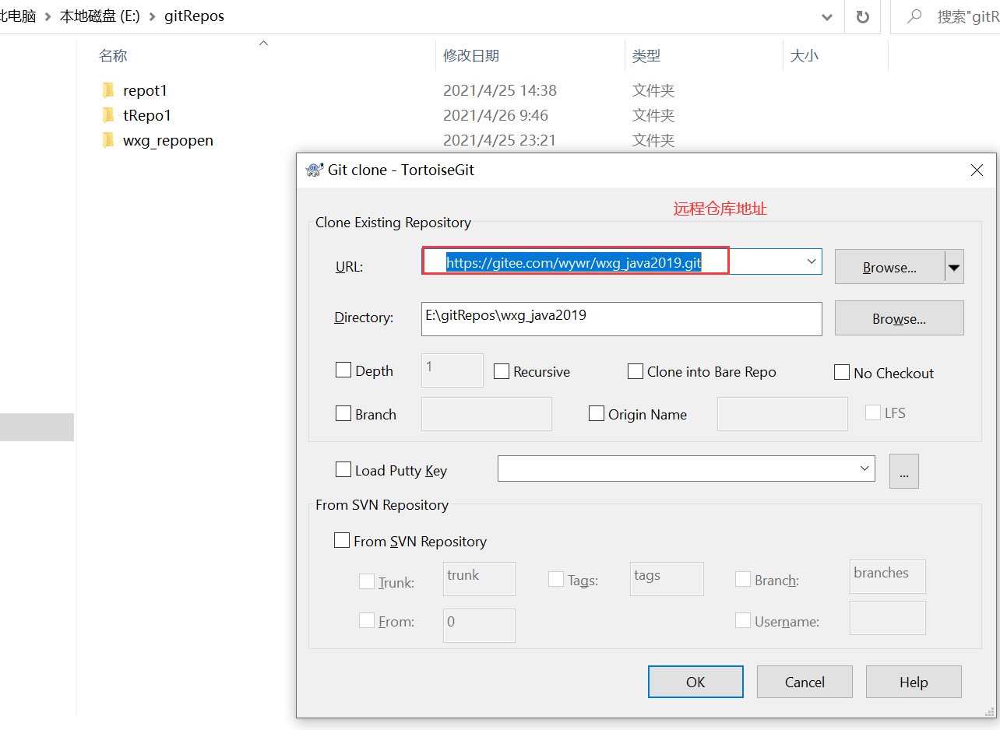 此电脑 > 本地磁盘 (E:) > gitRepos
搜索"gitR
名称 修改日期 类型 大小
repot1 2021/4/25 14:38 文件夹
tRepo1 2021/4/26 9:46 文件夹
wxg_repopen 2021/4/25 23:21 文件夹
Git clone - TortoiseGit
远程仓库地址
Clone Existing Repository
URL: https://gitee.com/wywr/wxg_java2019.git Browse...
Directory: E:\gitRepos\wxg_java2019 Browse...
Depth 1 Recursive Clone into Bare Repo No Checkout
Branch Origin Name LFS
Load Putty Key ...
From SVN Repository
From SVN Repository
Trunk: trunk Tags: tags Branch: branches
From: 0 Username:
OK Cancel Help